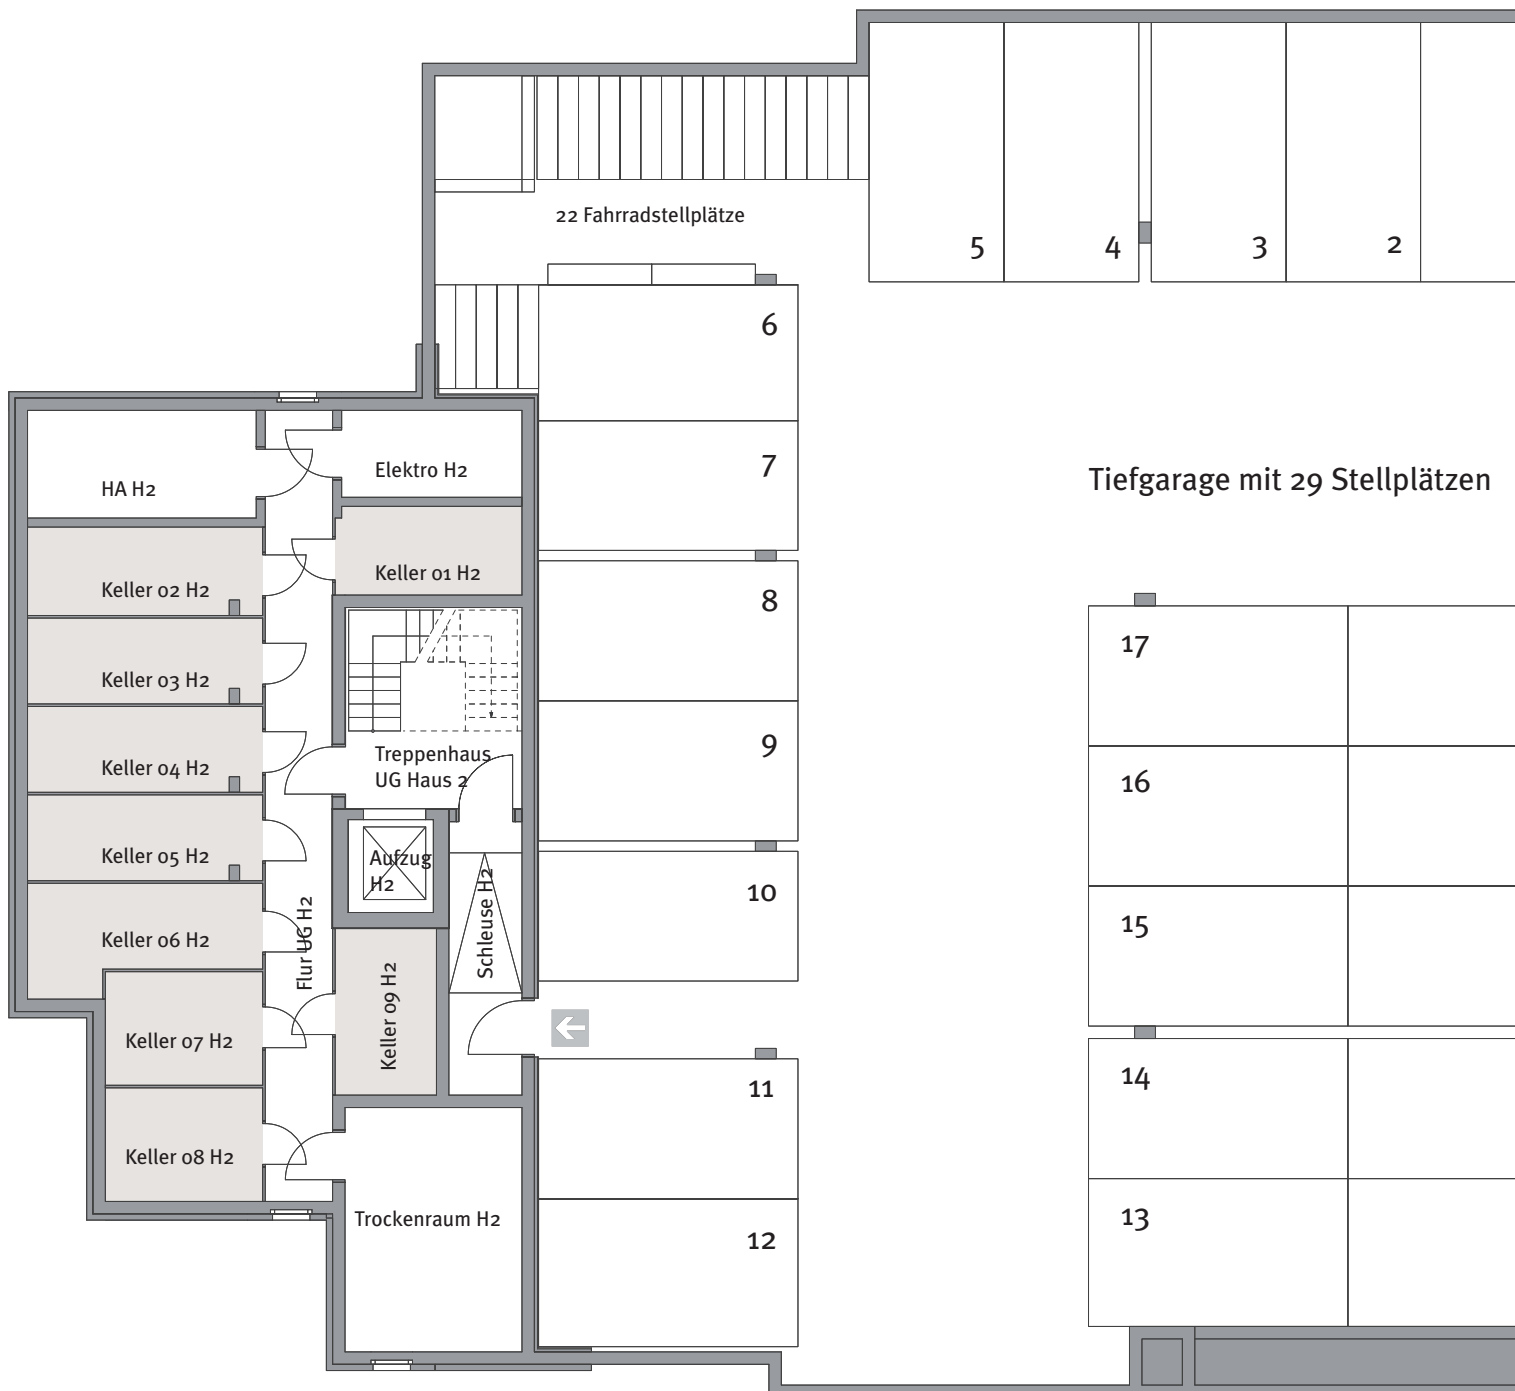 22 Fahrradstellplätze
5
4
3
2
6
7
Tiefgarage mit 29 Stellplätzen
HA H2
Elektro H2
Keller 01 H2
Keller 02 H2
Keller 03 H2
Keller 04 H2
Keller 05 H2
Keller 06 H2
Keller 07 H2
Keller 08 H2
Flur UG H2
Treppenhaus
UG Haus 2
Aufzug
H2
Schleuse H2
Keller 09 H2
Trockenraum H2
8
9
10
11
12
17
16
15
14
13